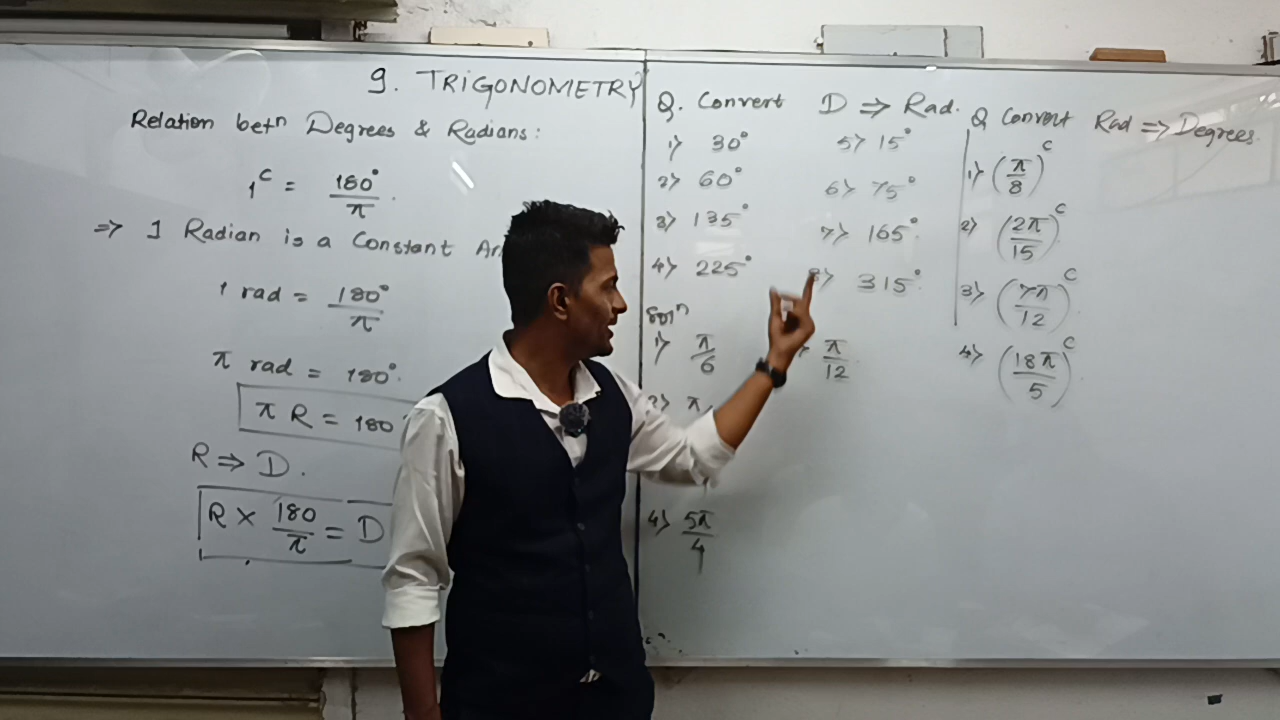 9. TRIGONOMETRY
Relation betⁿ Degrees & Radians:
1ᶜ = 180°/π.
⇒ 1 Radian is a Constant
1 rad = 180°/π
π rad = 180°.
π R = 180
R ⇒ D.
R × 180/π = D
Q. Convert D ⇒ Rad.
1) 30°
2) 60°
3) 135°
4) 225°
5) 15°
6) 75°
7) 165°.
8) 315°.
Solⁿ
1) π/6
2) π
4) 5π/4
π/12.
Q Convert Rad ⇒ Degrees.
1) (π/8)ᶜ
2) (2π/15)ᶜ
3) (7π/12)ᶜ
4) (18π/5)ᶜ